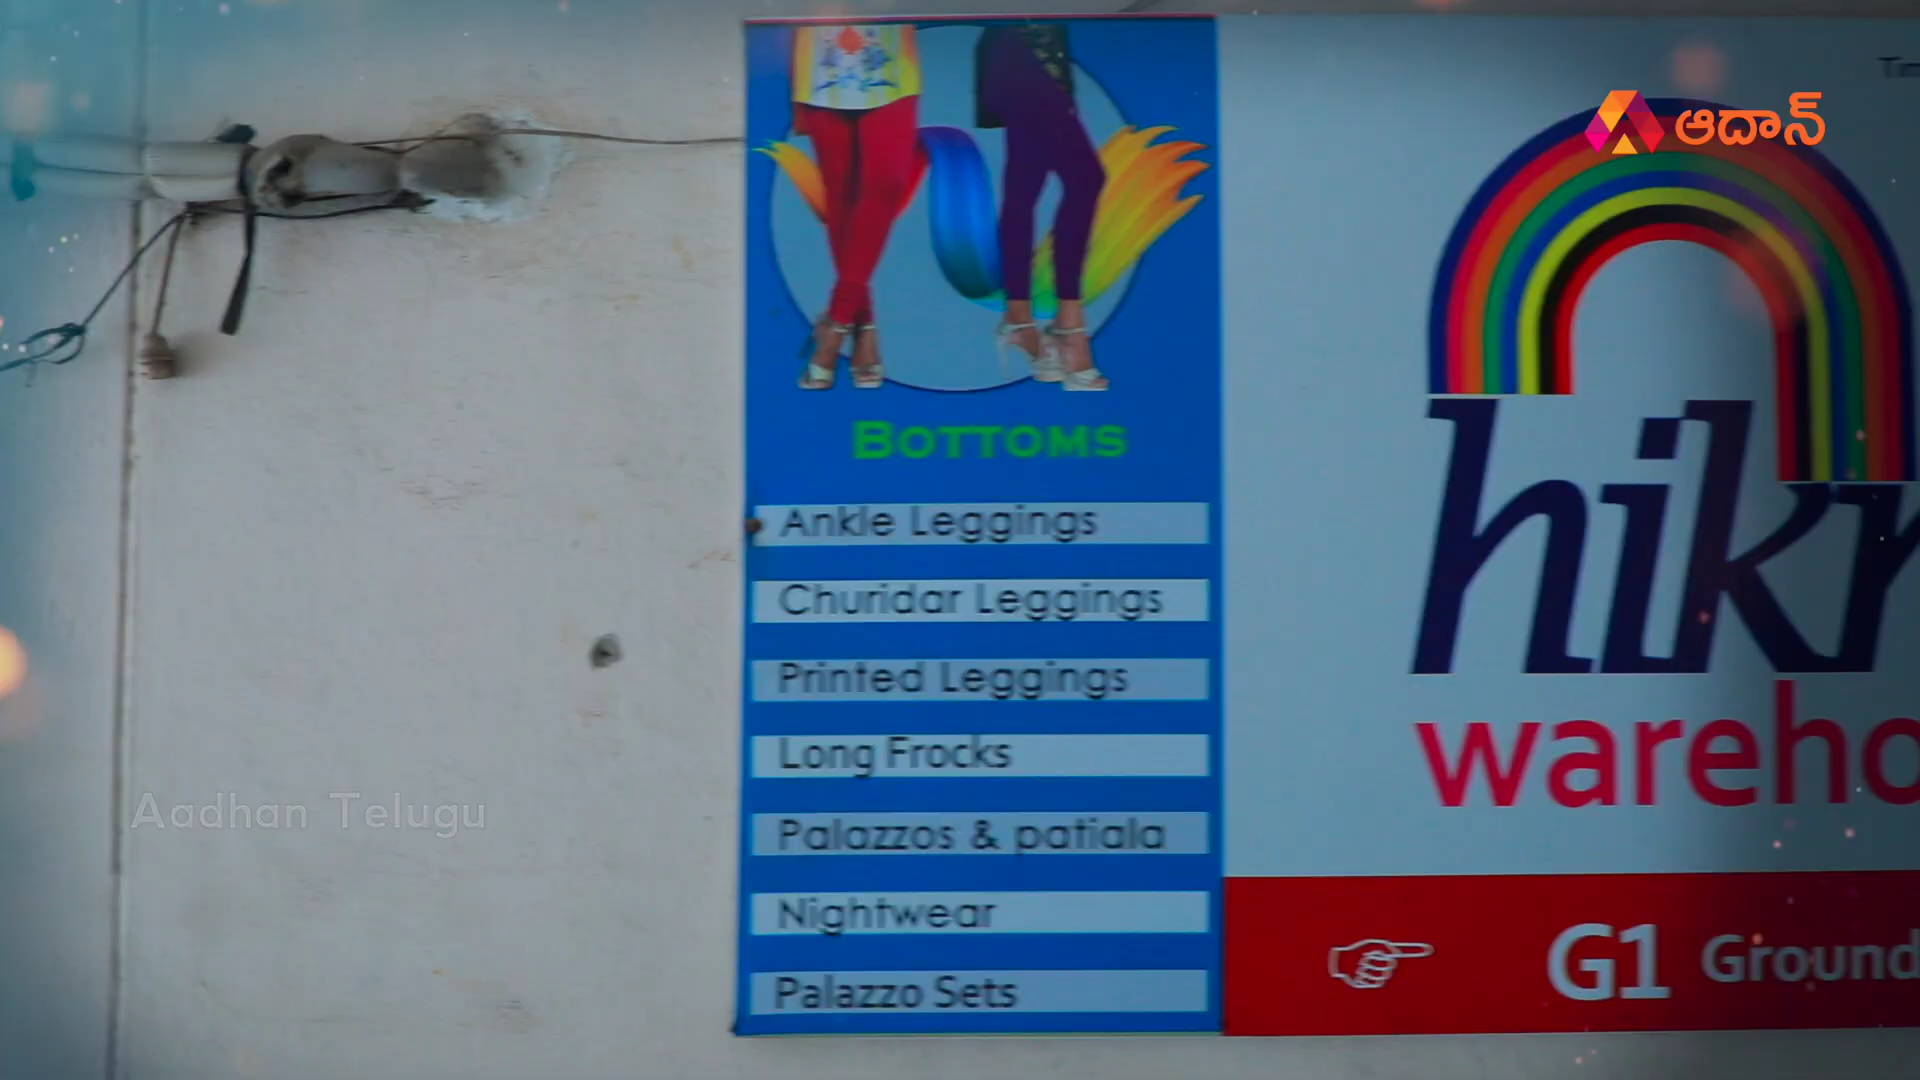 ఆదాన్
Bottoms
Ankle Leggings
Churidar Leggings
Printed Leggings
Long Frocks
Palazzos & patiala
Nightwear
Palazzo Sets
hikr
wareho
G1 Ground
Aadhan Telugu